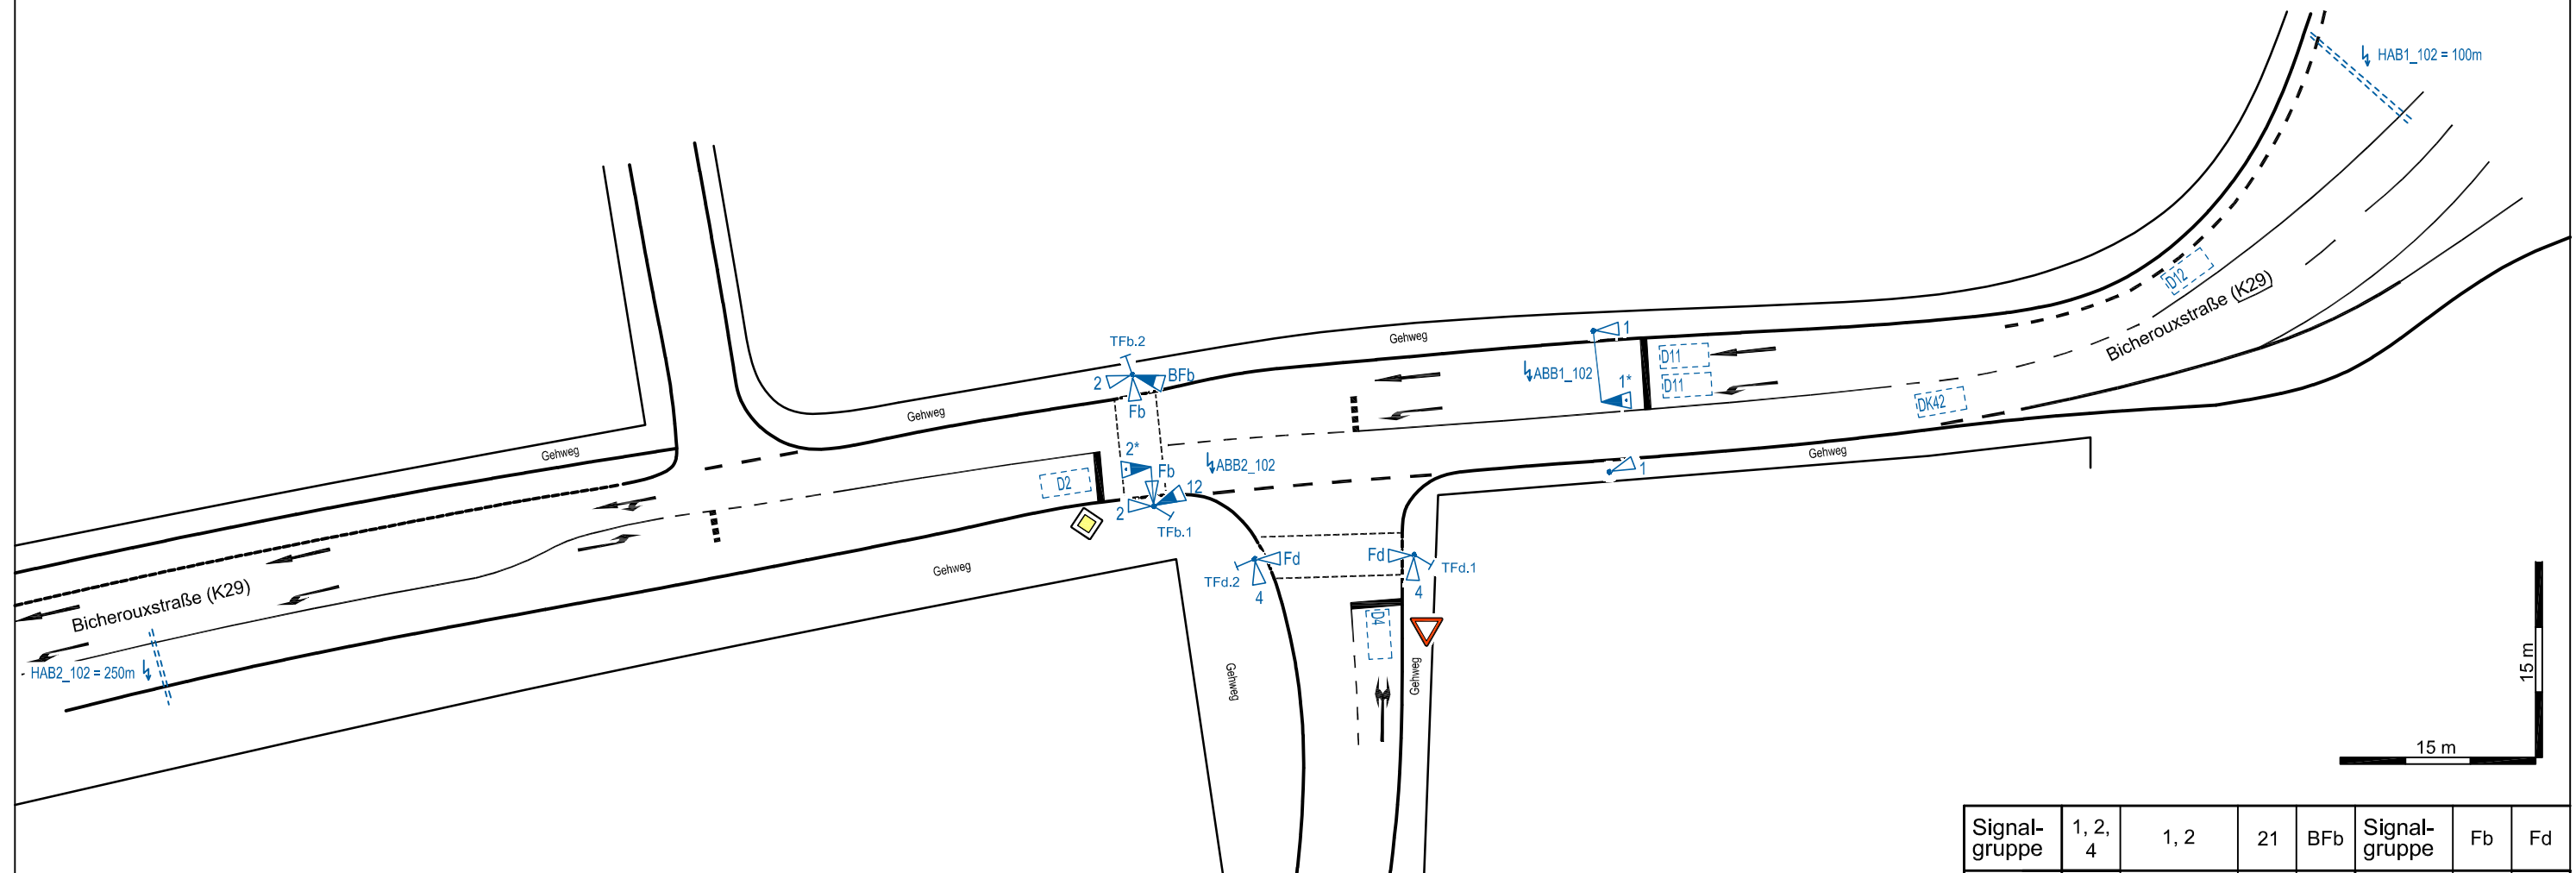 HAB1_102 = 100m
D12
Bicherouxstraße (K29)
TFb.2
Gehweg
1
2
BFb
Fb
ABB1_102
1*
D11
D11
DK42
Gehweg
Gehweg
2*
Fb
ABB2_102
D2
12
2
TFb.1
1
Gehweg
Gehweg
Fd
TFd.2
4
Fd
TFd.1
4
D4
Bicherouxstraße (K29)
HAB2_102 = 250m
Gehweg
Gehweg
15 m
15 m
Signal-
gruppe
1, 2,
4
1, 2
21
BFb
Signal-
gruppe
Fb
Fd